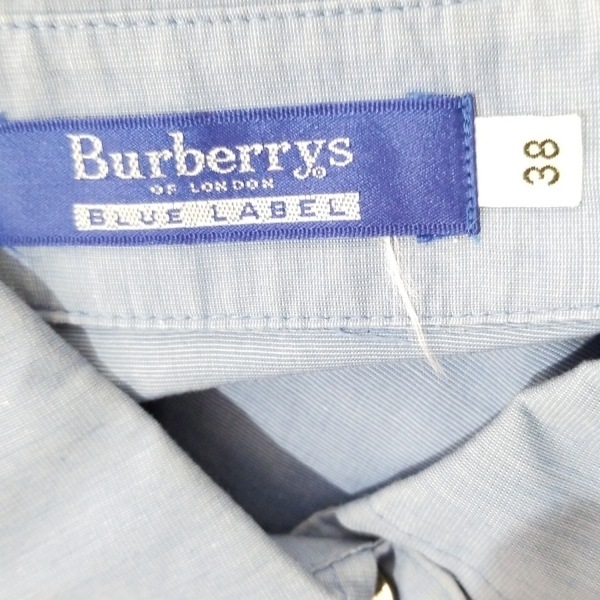 Burberrys®
OF LONDON
BLUE LABEL
38